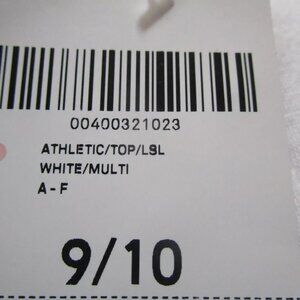 00400321023
ATHLETIC/TOP/LSL
WHITE/MULTI
A - F
9/10